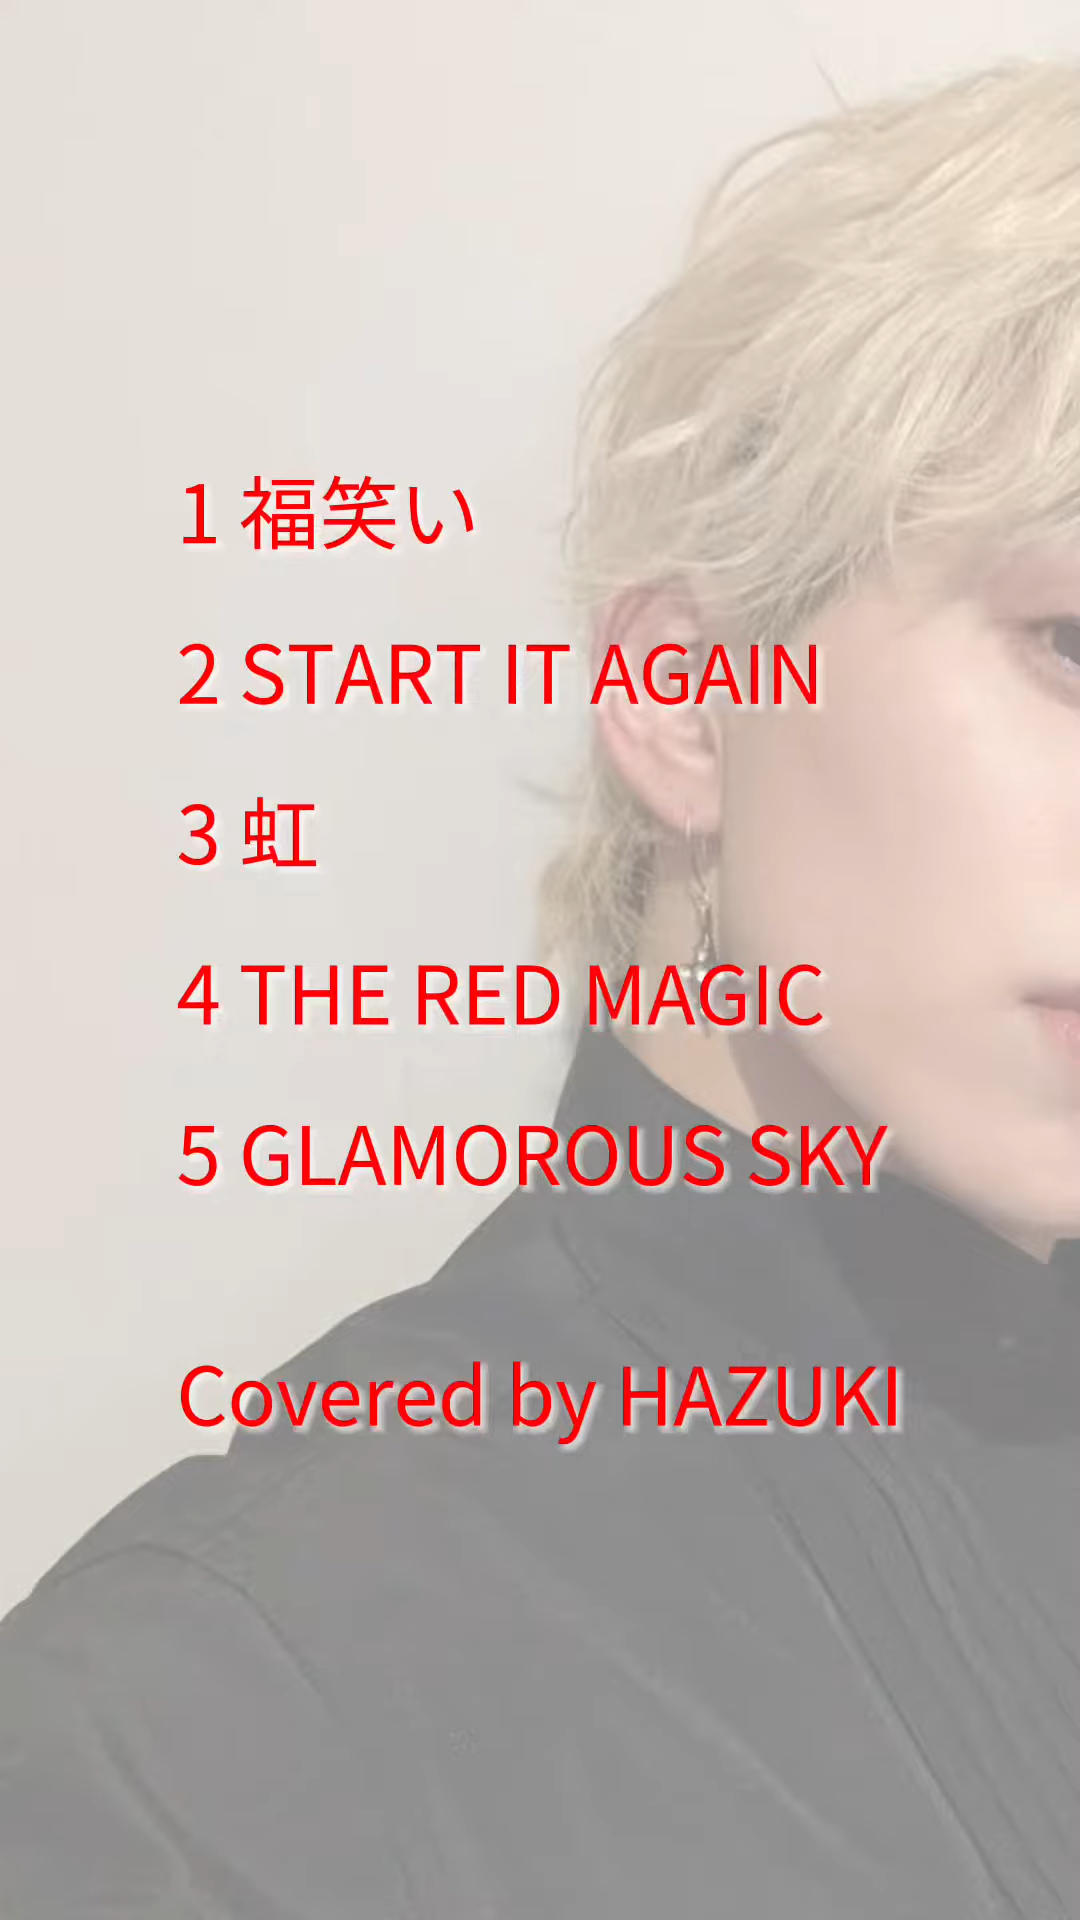 1 福笑い
2 START IT AGAIN
3 虹
4 THE RED MAGIC
5 GLAMOROUS SKY
Covered by HAZUKI